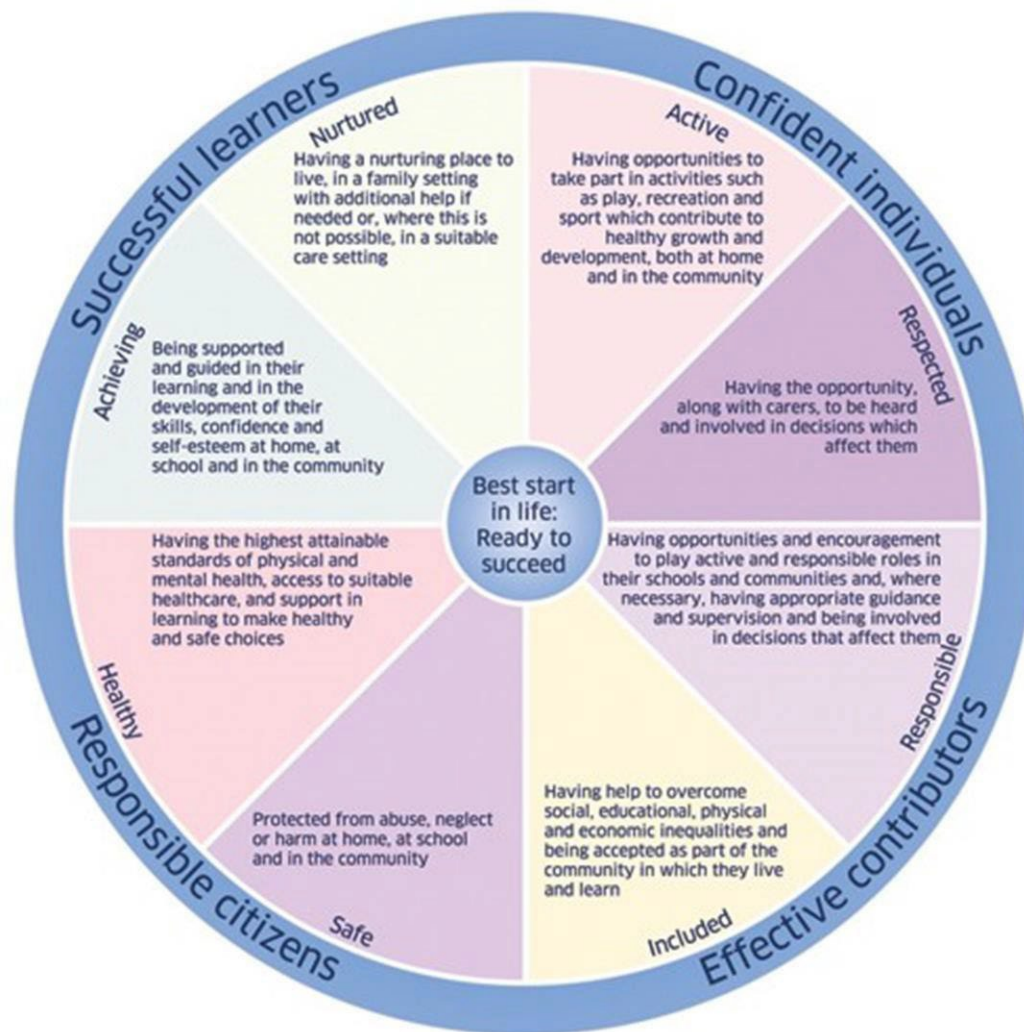 Successful learners
Confident individuals
Nurtured
Having a nurturing place to
live, in a family setting
with additional help if
needed or, where this is
not possible, in a suitable
care setting
Active
Having opportunities to
take part in activities such
as play, recreation and
sport which contribute to
healthy growth and
development, both at home
and in the community
Achieving
Being supported
and guided in their
learning and in the
development of their
skills, confidence and
self-esteem at home, at
school and in the community
Respected
Having the opportunity,
along with carers, to be heard
and involved in decisions which
affect them
Best start
in life:
Ready to
succeed
Having the highest attainable
standards of physical and
mental health, access to suitable
healthcare, and support in
learning to make healthy
and safe choices
Healthy
Having opportunities and encouragement
to play active and responsible roles in
their schools and communities and, where
necessary, having appropriate guidance
and supervision and being involved
in decisions that affect them
Responsible
Protected from abuse, neglect
or harm at home, at school
and in the community
Safe
Having help to overcome
social, educational, physical
and economic inequalities and
being accepted as part of the
community in which they live
and learn
Included
Responsible citizens
Effective contributors